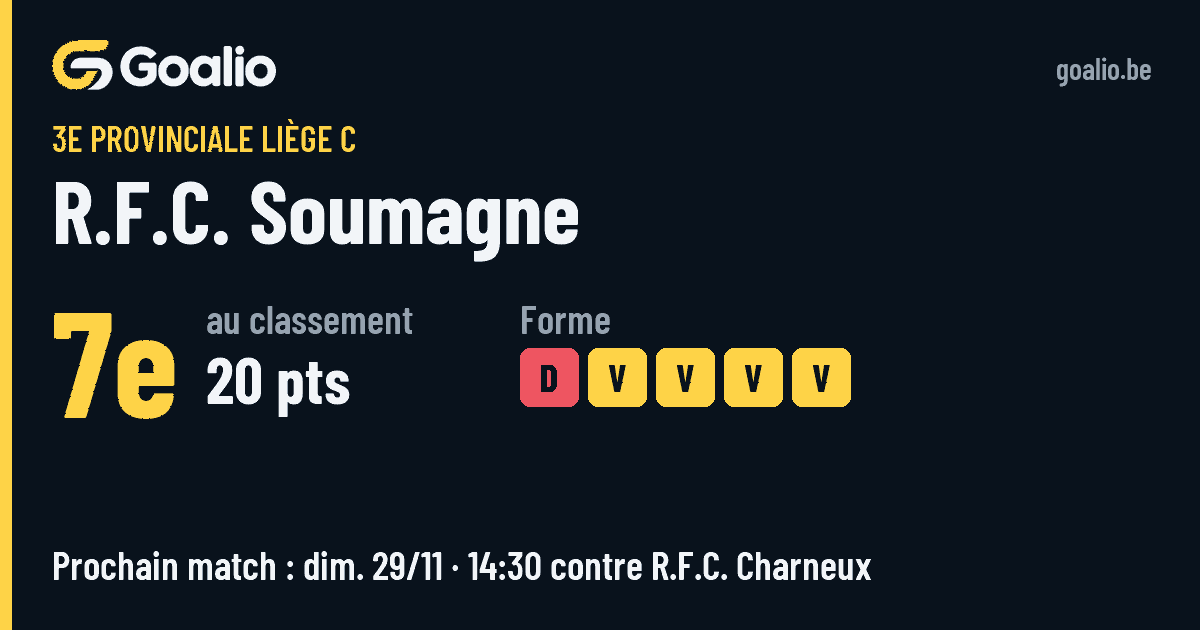 Goalio
goalio.be
3E PROVINCIALE LIÈGE C
R.F.C. Soumagne
7e
au classement
20 pts
Forme
D V V V V
Prochain match : dim. 29/11 · 14:30 contre R.F.C. Charneux